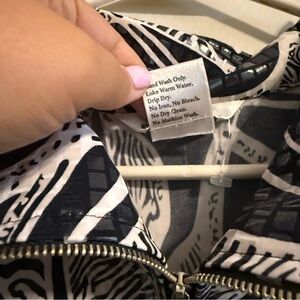 Hand Wash Only.
Luke Warm Water.
Drip Dry.
No Iron. No Bleach.
No Dry Clean.
No Machine Wash.